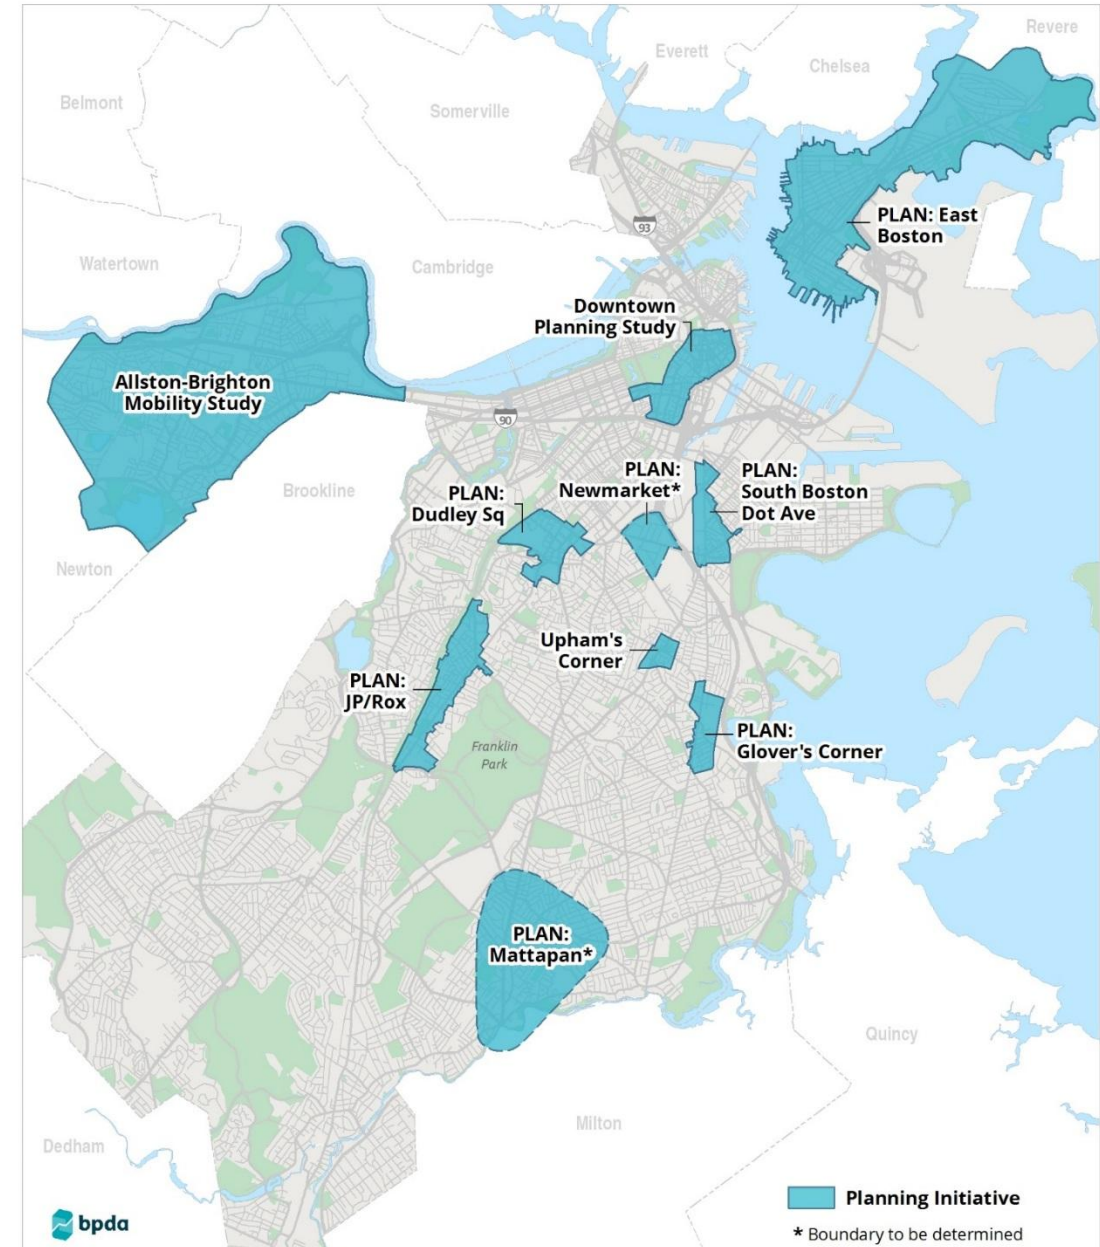 Revere
Everett
Chelsea
Belmont
Somerville
93
PLAN: East
Boston
Watertown
Cambridge
Downtown
Planning Study
Allston-Brighton
Mobility Study
90
PLAN:
Newmarket*
PLAN:
South Boston
Dot Ave
Brookline
PLAN:
Dudley Sq
Newton
Upham's
Corner
PLAN:
JP/Rox
Franklin
Park
PLAN:
Glover's Corner
PLAN:
Mattapan*
Quincy
Milton
Dedham
bpda
Planning Initiative
* Boundary to be determined